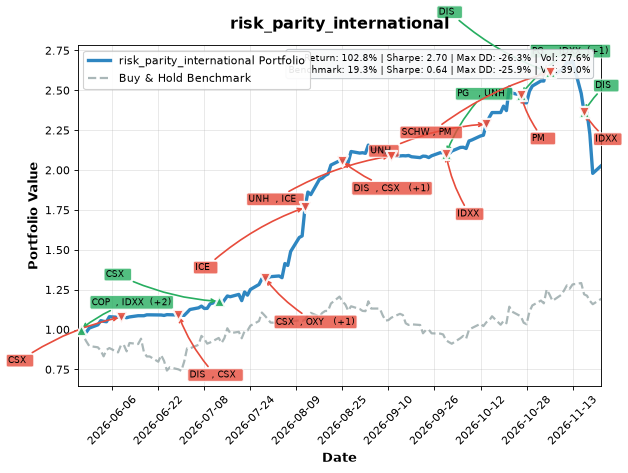 risk_parity_international
DIS
PG , IDXX (+1)
risk_parity_international Portfolio
Buy & Hold Benchmark
Return: 102.8% | Sharpe: 2.70 | Max DD: -26.3% | Vol: 27.6%
Benchmark: 19.3% | Sharpe: 0.64 | Max DD: -25.9% | Vol: 39.0%
DIS
PG , UNH
SCHW , PM
PM
IDXX
UNH
DIS , CSX (+1)
UNH , ICE
IDXX
ICE
CSX
COP , IDXX (+2)
CSX , OXY (+1)
CSX
DIS , CSX
Portfolio Value
2.75
2.50
2.25
2.00
1.75
1.50
1.25
1.00
0.75
2026-06-06
2026-06-22
2026-07-08
2026-07-24
2026-08-09
2026-08-25
2026-09-10
2026-09-26
2026-10-12
2026-10-28
2026-11-13
Date